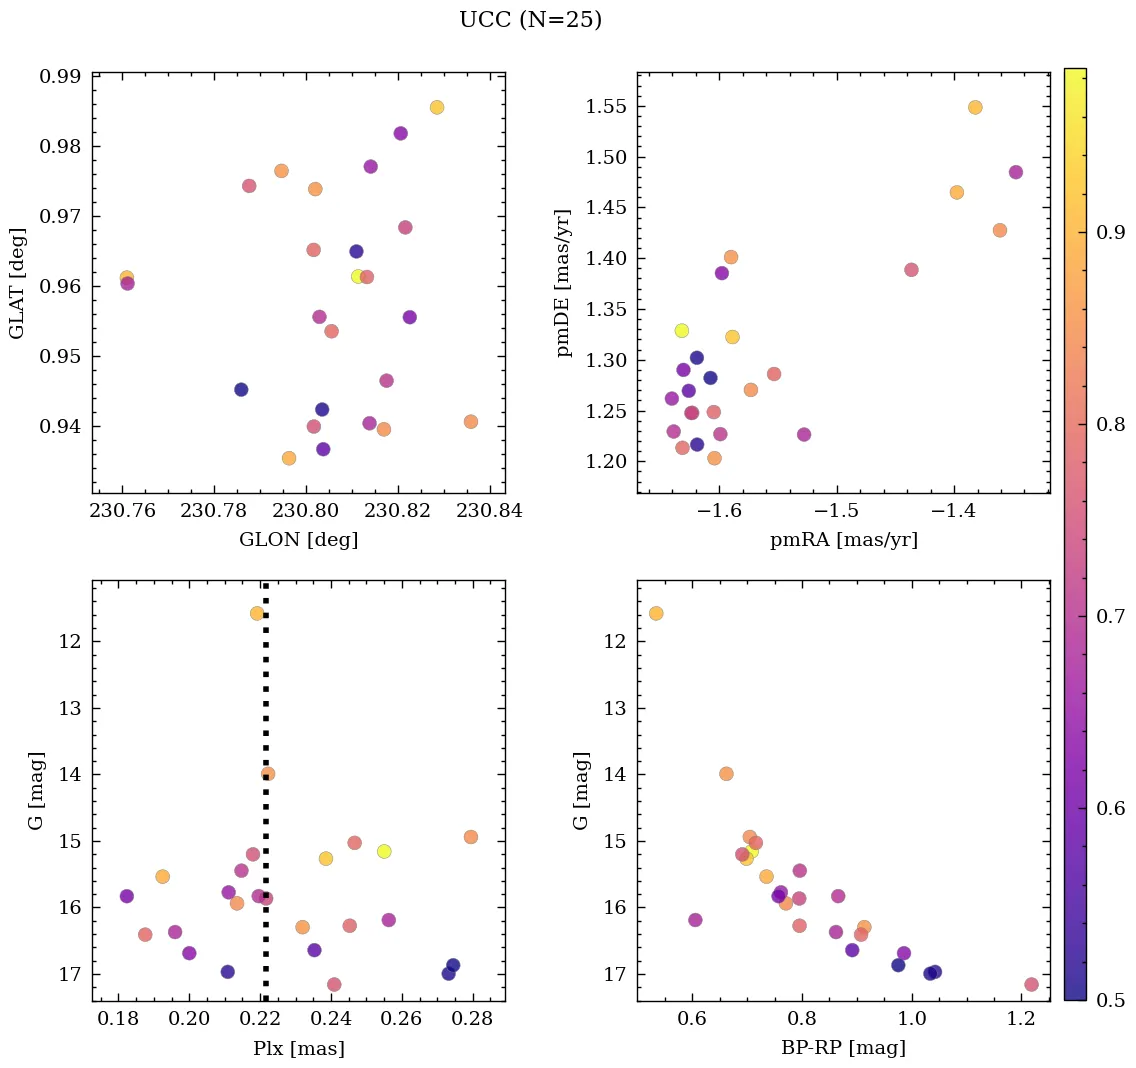 UCC (N=25)
0.99
0.98
0.97
0.96
0.95
0.94
GLAT [deg]
230.76 230.78 230.80 230.82 230.84
GLON [deg]
1.55
1.50
1.45
1.40
1.35
1.30
1.25
1.20
pmDE [mas/yr]
−1.6 −1.5 −1.4
pmRA [mas/yr]
12
13
14
15
16
17
G [mag]
0.18 0.20 0.22 0.24 0.26 0.28
Plx [mas]
12
13
14
15
16
17
G [mag]
0.6 0.8 1.0 1.2
BP-RP [mag]
0.9
0.8
0.7
0.6
0.5